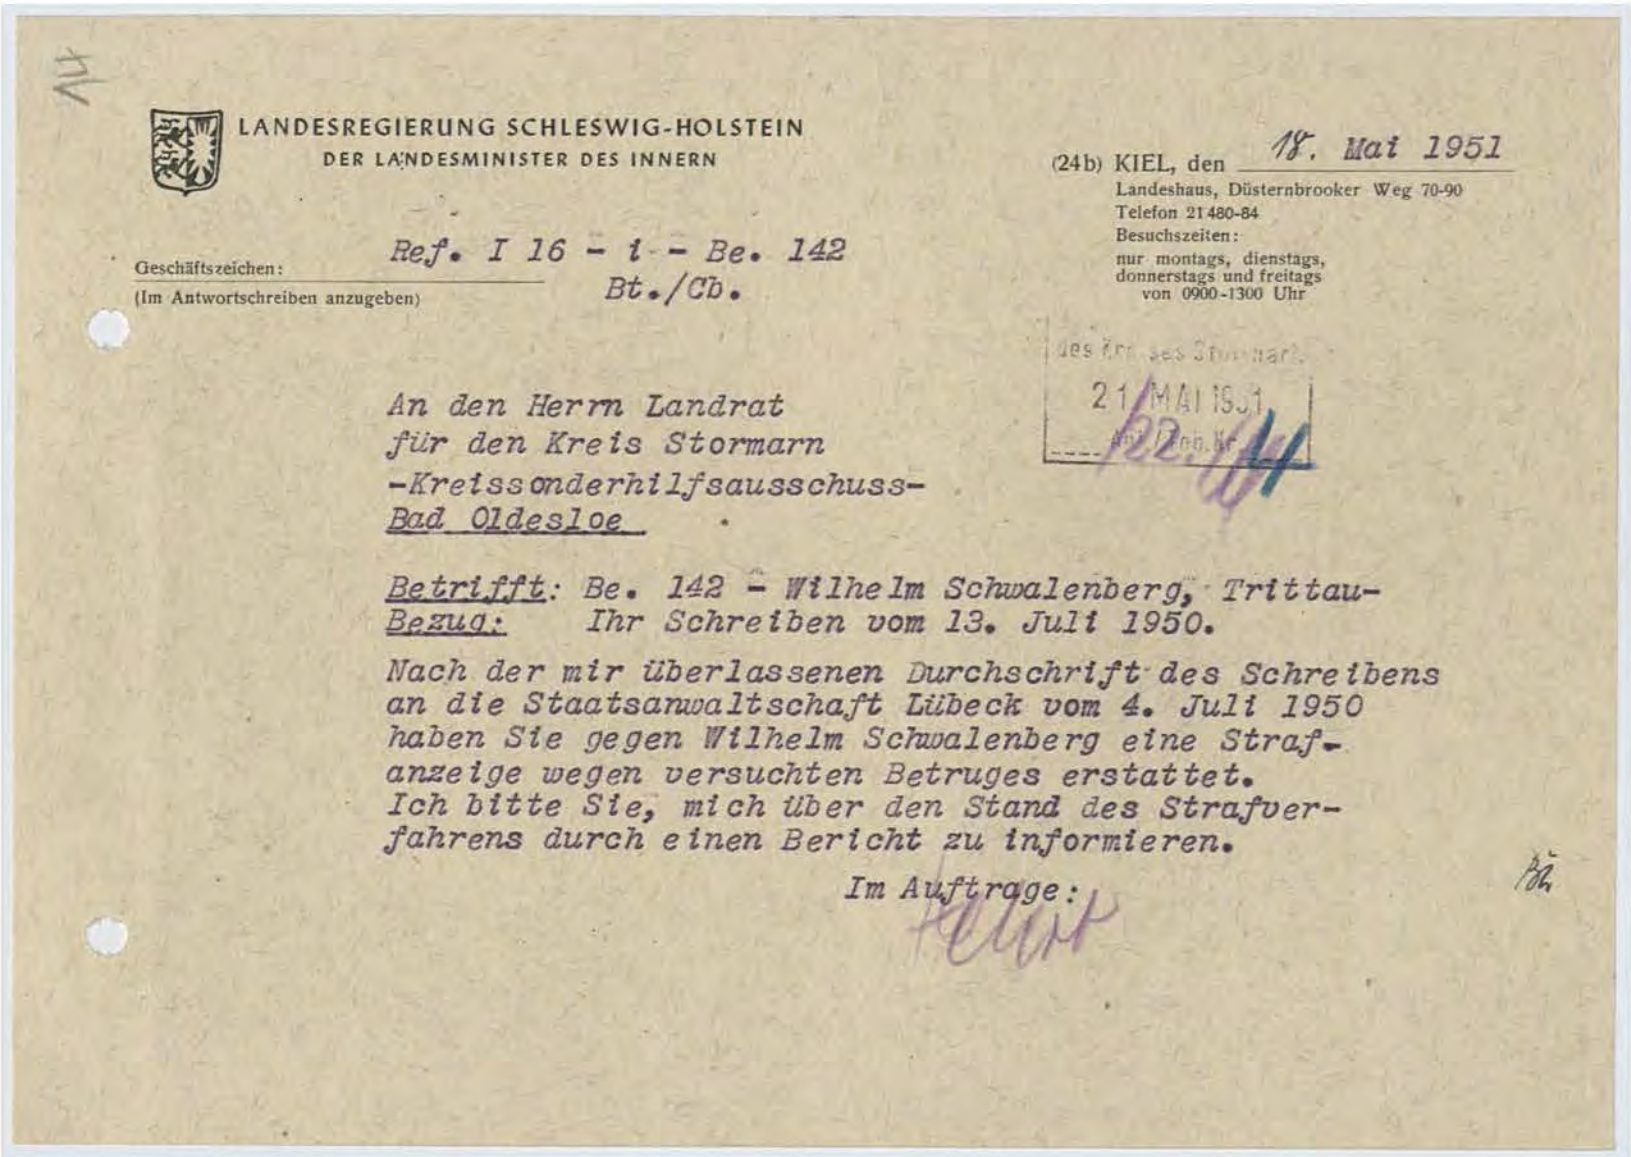 14
LANDESREGIERUNG SCHLESWIG-HOLSTEIN
DER LANDESMINISTER DES INNERN
(24b) KIEL, den 18. Mai 1951
Landeshaus, Düsternbrooker Weg 70-90
Telefon 21480-84
Besuchszeiten:
nur montags, dienstags,
donnerstags und freitags
von 0900-1300 Uhr
Geschäftszeichen: Ref. I 16 - i - Be. 142
(Im Antwortschreiben anzugeben) Bt./Cb.
des Kreises Stormarn
21. MAI 1951
22.
An den Herrn Landrat
für den Kreis Stormarn
-Kreissonderhilfsausschuss-
Bad Oldesloe
Betrifft: Be. 142 - Wilhelm Schwalenberg, Trittau-
Bezug: Ihr Schreiben vom 13. Juli 1950.
Nach der mir überlassenen Durchschrift des Schreibens
an die Staatsanwaltschaft Lübeck vom 4. Juli 1950
haben Sie gegen Wilhelm Schwalenberg eine Straf-
anzeige wegen versuchten Betruges erstattet.
Ich bitte Sie, mich über den Stand des Strafver-
fahrens durch einen Bericht zu informieren.
Im Auftrage: